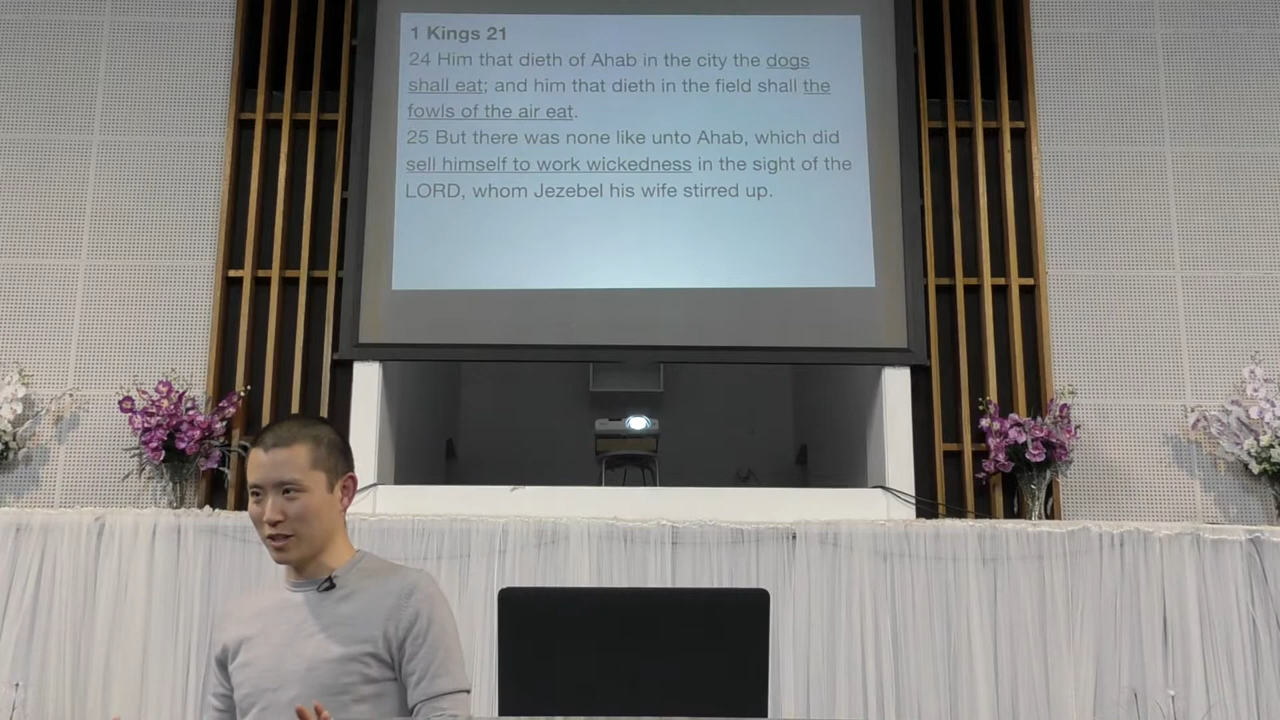 1 Kings 21
24 Him that dieth of Ahab in the city the dogs
shall eat; and him that dieth in the field shall the
fowls of the air eat.
25 But there was none like unto Ahab, which did
sell himself to work wickedness in the sight of the
LORD, whom Jezebel his wife stirred up.